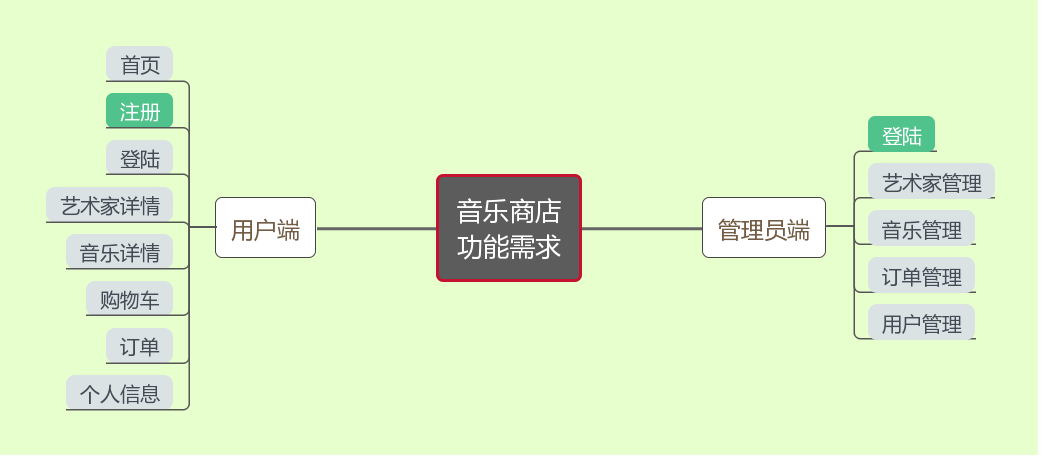 音乐商店
功能需求
用户端
首页
注册
登陆
艺术家详情
音乐详情
购物车
订单
个人信息
管理员端
登陆
艺术家管理
音乐管理
订单管理
用户管理